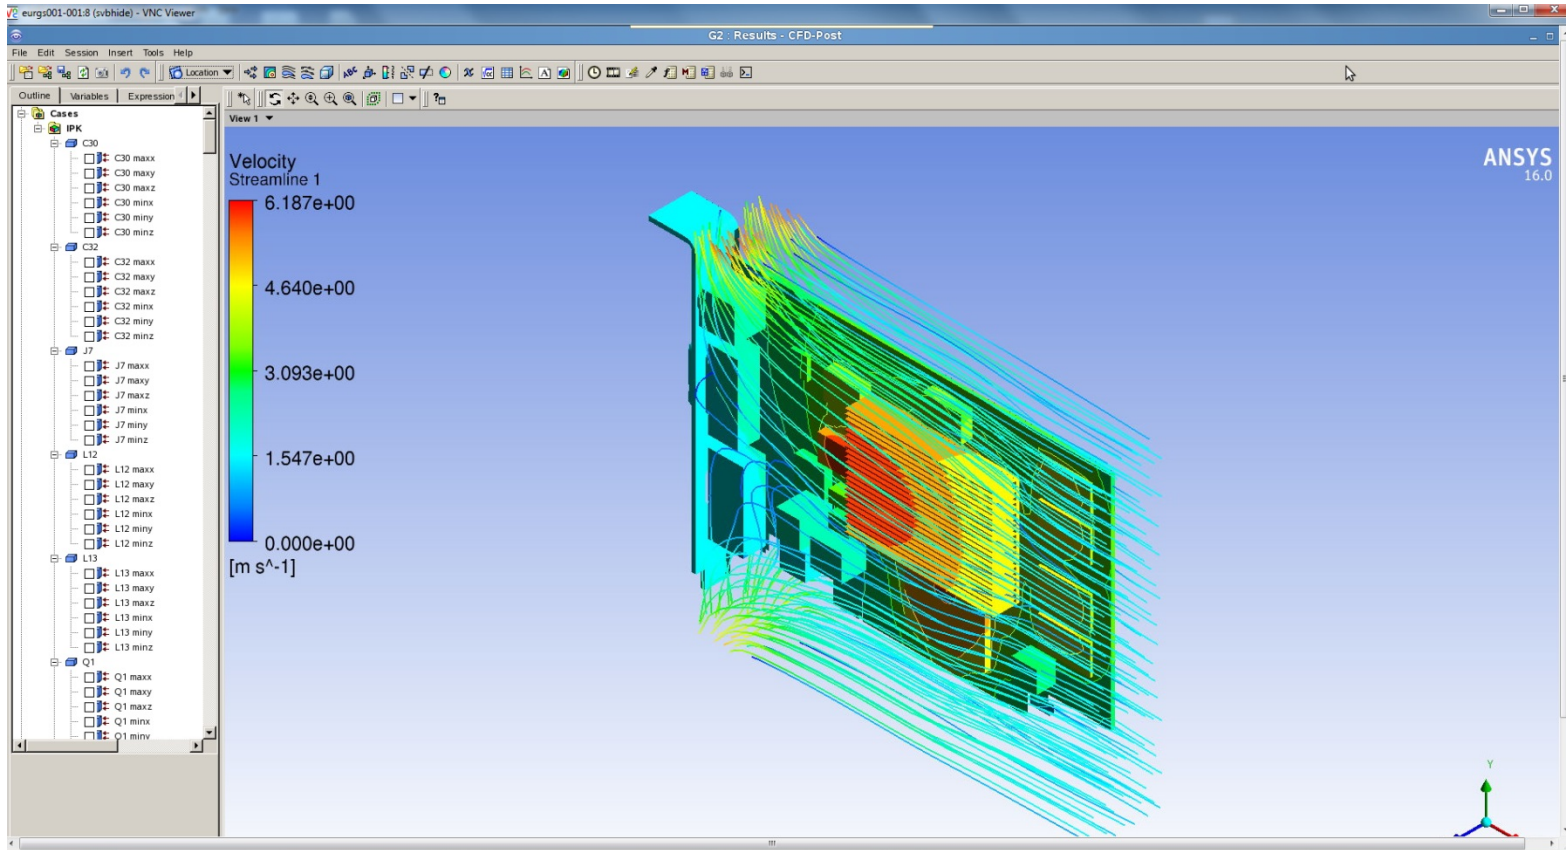 eurgs001-001:8 (svbhide) - VNC Viewer
G2 : Results - CFD-Post
File Edit Session Insert Tools Help
Location
Outline Variables Expression
View 1
Cases
IPK
C30
C30 maxx
C30 maxy
C30 maxz
C30 minx
C30 miny
C30 minz
C32
C32 maxx
C32 maxy
C32 maxz
C32 minx
C32 miny
C32 minz
J7
J7 maxx
J7 maxy
J7 maxz
J7 minx
J7 miny
J7 minz
L12
L12 maxx
L12 maxy
L12 maxz
L12 minx
L12 miny
L12 minz
L13
L13 maxx
L13 maxy
L13 maxz
L13 minx
L13 miny
L13 minz
Q1
Q1 maxx
Q1 maxy
Q1 maxz
Q1 minx
Q1 miny
Velocity
Streamline 1
6.187e+00
4.640e+00
3.093e+00
1.547e+00
0.000e+00
[m s^-1]
ANSYS
16.0
Y